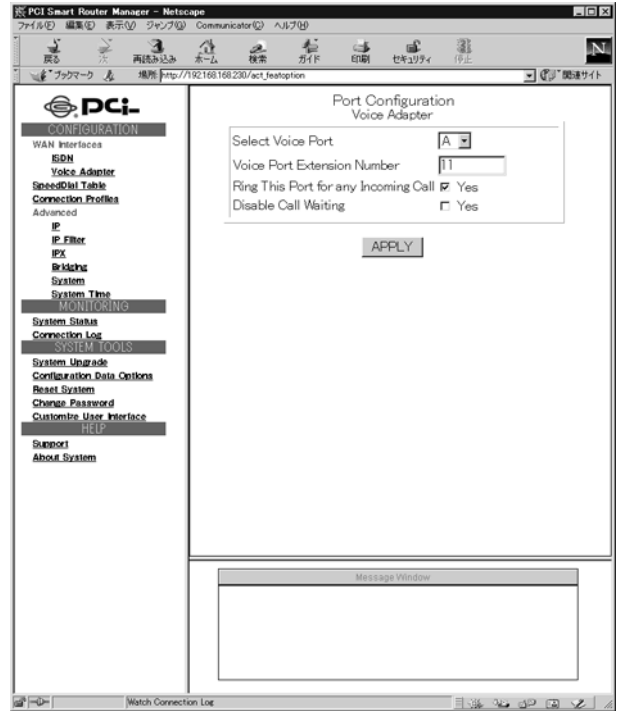 PCI Smart Router Manager - Netscape
ファイル(F) 編集(E) 表示(V) ジャンプ(G) Communicator(C) ヘルプ(H)
戻る 次 再読み込み ホーム 検索 ガイド 印刷 セキュリティ 停止
N
ブックマーク 場所: http://192.168.168.230/act_featoption 関連サイト
PCi
CONFIGURATION
WAN Interfaces
ISDN
Voice Adapter
SpeedDial Table
Connection Profiles
Advanced
IP
IP Filter
IPX
Bridging
System
System Time
MONITORING
System Status
Connection Log
SYSTEM TOOLS
System Upgrade
Configuration Data Options
Reset System
Change Password
Customize User Interface
HELP
Support
About System
Port Configuration
Voice Adapter
Select Voice Port A
Voice Port Extension Number 11
Ring This Port for any Incoming Call Yes
Disable Call Waiting Yes
APPLY
Message Window
Watch Connection Log